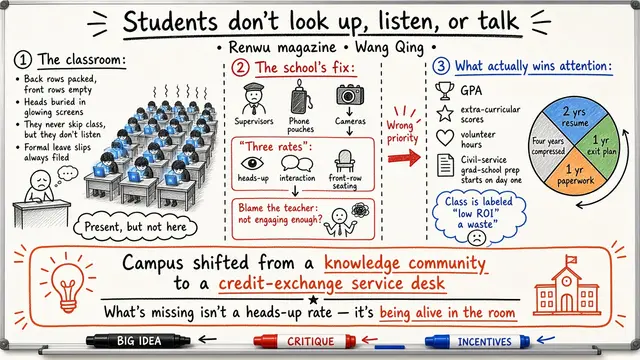 Students don't look up, listen, or talk
• Renwu magazine • Wang Qing •
1 The classroom:
• Back rows packed,
front rows empty
• Heads buried in
glowing screens
• They never skip class,
but they don't listen
• Formal leave slips
always filed
Present, but not here
2 The school's fix:
Supervisors
Phone
pouches
Cameras
"Three rates":
heads-up
interaction
front-row
seating
Blame the teacher:
not engaging enough?
Wrong
priority
3 What actually wins attention:
GPA
extra-curricular
scores
volunteer
hours
Civil-service
grad-school prep
starts on day one
Class is labeled
"low ROI"
a waste"
2 yrs
resume
1 yr
exit plan
1 yr
paperwork
Four years
compressed
Campus shifted from a knowledge community
to a credit-exchange service desk
What's missing isn't a heads-up rate — it's being alive in the room
BIG IDEA
CRITIQUE
INCENTIVES